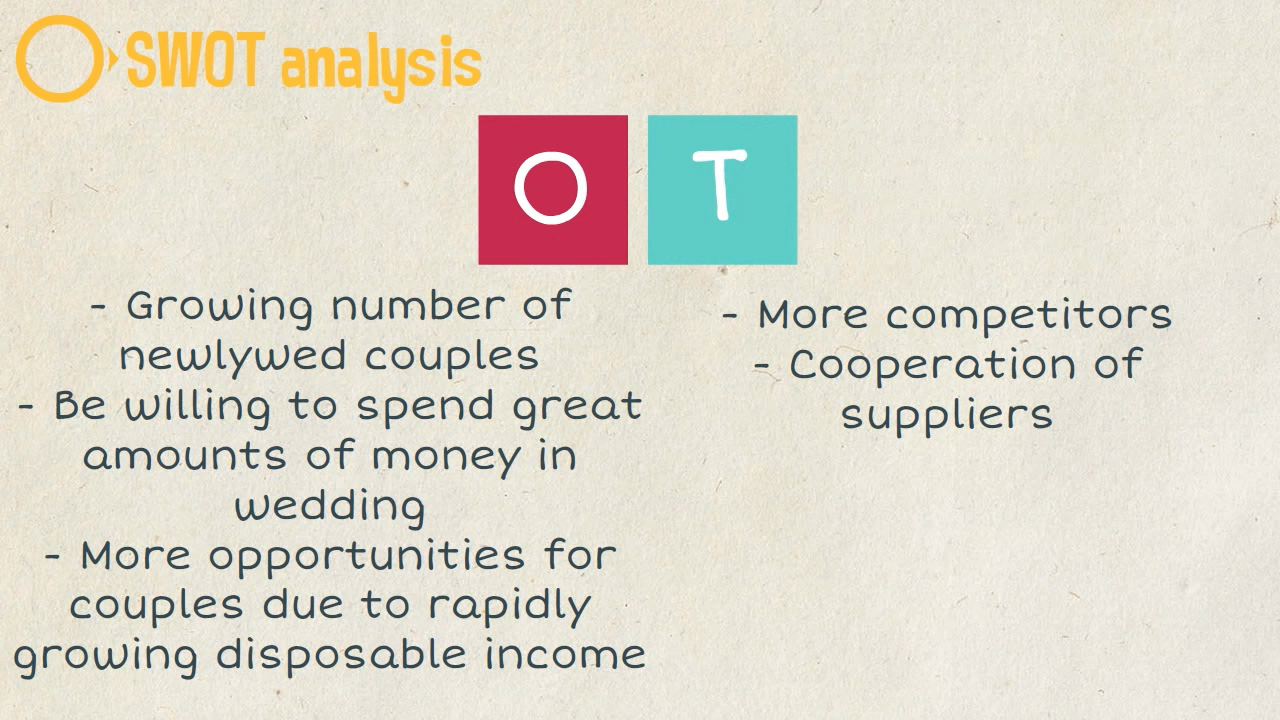 SWOT analysis
O
T
- Growing number of
newlywed couples
- Be willing to spend great
amounts of money in
wedding
- More opportunities for
couples due to rapidly
growing disposable income
- More competitors
- Cooperation of
suppliers